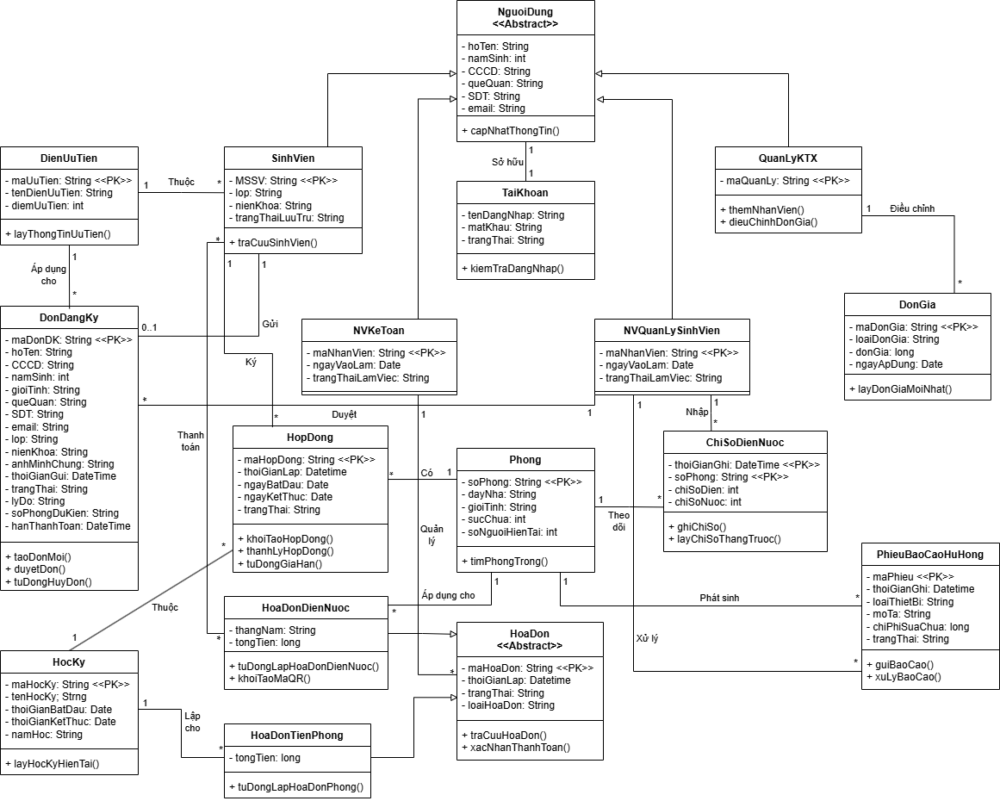 NguoiDung
<<Abstract>>
- hoTen: String
- namSinh: int
- CCCD: String
- queQuan: String
- SDT: String
- email: String
+ capNhatThongTin()
1
Sở hữu
1
DienUuTien
- maUuTien: String <<PK>>
- tenDienUuTien: String
- diemUuTien: int
+ layThongTinUuTien()
1
Thuộc
*
SinhVien
- MSSV: String <<PK>>
- lop: String
- nienKhoa: String
- trangThaiLuuTru: String
+ traCuuSinhVien()
TaiKhoan
- tenDangNhap: String
- matKhau: String
- trangThai: String
+ kiemTraDangNhap()
QuanLyKTX
- maQuanLy: String <<PK>>
+ themNhanVien()
+ dieuChinhDonGia()
1
Điều chỉnh
*
DonGia
- maDonGia: String <<PK>>
- loaiDonGia: String
- donGia: long
- ngayApDung: Date
+ layDonGiaMoiNhat()
1
Áp dụng
cho
*
*
1
1
0..1
Gửi
Ký
*
DonDangKy
- maDonDK: String <<PK>>
- hoTen: String
- CCCD: String
- namSinh: int
- gioiTinh: String
- queQuan: String
- SDT: String
- email: String
- lop: String
- nienKhoa: String
- anhMinhChung: String
- thoiGianGui: DateTime
- trangThai: String
- lyDo: String
- soPhongDuKien: String
- hanThanhToan: DateTime
+ taoDonMoi()
+ duyetDon()
+ tuDongHuyDon()
NVKeToan
- maNhanVien: String <<PK>>
- ngayVaoLam: Date
- trangThaiLamViec: String
NVQuanLySinhVien
- maNhanVien: String <<PK>>
- ngayVaoLam: Date
- trangThaiLamViec: String
*
Duyệt
1
1
1
1
Nhập
*
Thanh
toán
*
HopDong
- maHopDong: String <<PK>>
- thoiGianLap: Datetime
- ngayBatDau: Date
- ngayKetThuc: Date
- trangThai: String
+ khoiTaoHopDong()
+ thanhLyHopDong()
+ tuDongGiaHan()
*
Có
1
Quản
lý
*
Phong
- soPhong: String <<PK>>
- dayNha: String
- gioiTinh: String
- sucChua: int
- soNguoiHienTai: int
+ timPhongTrong()
1
Theo
dõi
*
ChiSoDienNuoc
- thoiGianGhi: DateTime <<PK>>
- soPhong: String <<PK>>
- chiSoDien: int
- chiSoNuoc: int
+ ghiChiSo()
+ layChiSoThangTruoc()
*
Thuộc
1
1
Áp dụng cho
*
1
Phát sinh
*
Xử lý
*
PhieuBaoCaoHuHong
- maPhieu <<PK>>
- thoiGianGhi: Datetime
- loaiThietBi: String
- moTa: String
- chiPhiSuaChua: long
- trangThai: String
+ guiBaoCao()
+ xuLyBaoCao()
HoaDonDienNuoc
- thangNam: String
- tongTien: long
+ tuDongLapHoaDonDienNuoc()
+ khoiTaoMaQR()
HoaDon
<<Abstract>>
- maHoaDon: String <<PK>>
- thoiGianLap: Datetime
- trangThai: String
- loaiHoaDon: String
+ traCuuHoaDon()
+ xacNhanThanhToan()
HocKy
- maHocKy: String <<PK>>
- tenHocKy; Strng
- thoiGianBatDau: Date
- thoiGianKetThuc: Date
- namHoc: String
+ layHocKyHienTai()
1
Lập
cho
*
HoaDonTienPhong
- tongTien: long
+ tuDongLapHoaDonPhong()